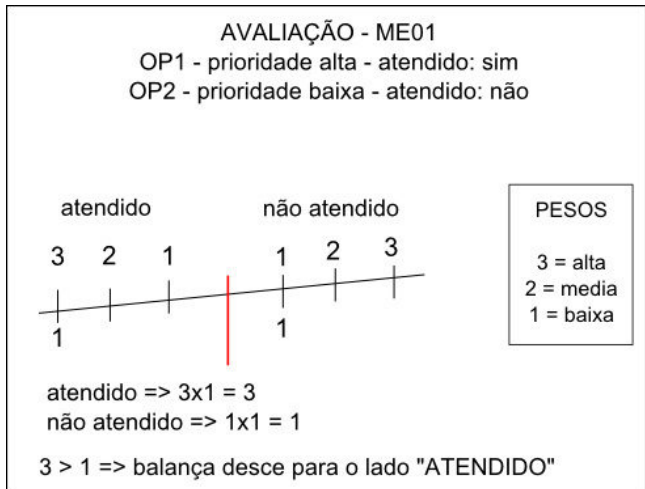 AVALIAÇÃO - ME01
OP1 - prioridade alta - atendido: sim
OP2 - prioridade baixa - atendido: não
atendido
não atendido
3 2 1 1 2 3
1 1
PESOS
3 = alta
2 = media
1 = baixa
atendido => 3x1 = 3
não atendido => 1x1 = 1
3 > 1 => balança desce para o lado "ATENDIDO"